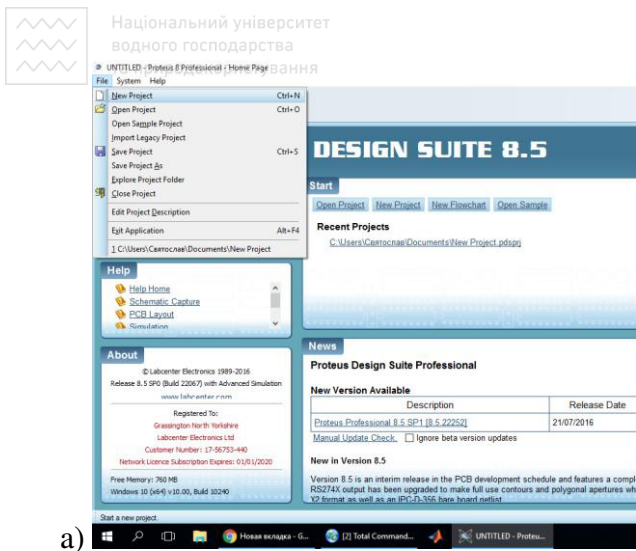 Національний університет
водного господарства
та природокористування
UNTITLED - Proteus 8 Professional - Home Page
File System Help
New Project Ctrl+N
Open Project Ctrl+O
Open Sample Project
Import Legacy Project
Save Project Ctrl+S
Save Project As
Explore Project Folder
Close Project
Edit Project Description
Exit Application Alt+F4
1 C:\Users\Святослав\Documents\New Project
DESIGN SUITE 8.5
Start
Open Project New Project New Flowchart Open Sample
Recent Projects
C:\Users\Святослав\Documents\New Project.pdsprj
Help
Help Home
Schematic Capture
PCB Layout
Simulation
About
© Labcenter Electronics 1989-2016
Release 8.5 SP0 (Build 22067) with Advanced Simulation
www.labcenter.com
Registered To:
Grassington North Yorkshire
Labcenter Electronics Ltd
Customer Number: 17-56753-440
Network Licence Subscription Expires: 01/01/2020
Free Memory: 760 MB
Windows 10 (x64) v10.00, Build 10240
News
Proteus Design Suite Professional
New Version Available
Description Release Date
Proteus Professional 8.5 SP1 [8.5.22252] 21/07/2016
Manual Update Check. Ignore beta version updates
New in Version 8.5
Version 8.5 is an interim release in the PCB development schedule and features a compl
RS274X output has been upgraded to make full use contours and polygonal apertures wh
X2 format as well as an IPC-D-356 bare board netlist
Start a new project.
а)
Новая вкладка - G... [2] Total Command... UNTITLED - Proteu...